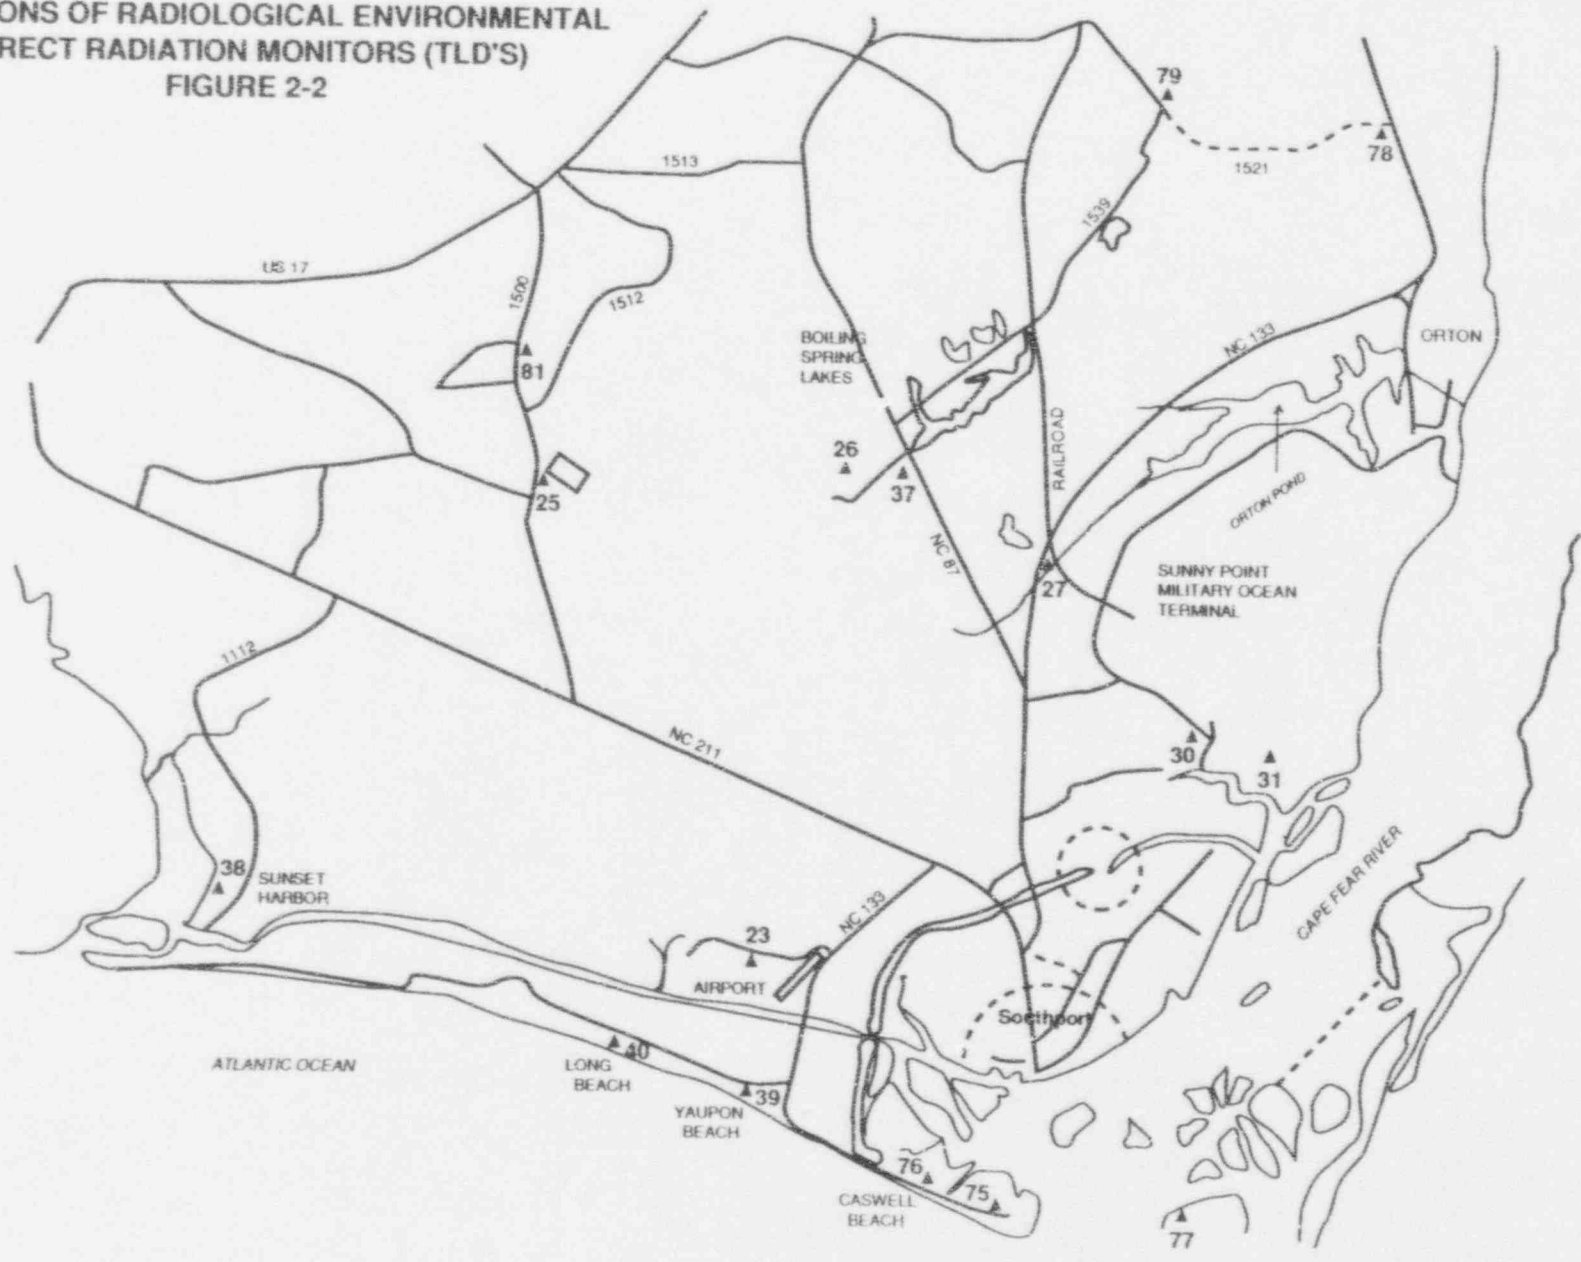 ONS OF RADIOLOGICAL ENVIRONMENTAL
RECT RADIATION MONITORS (TLD'S)
FIGURE 2-2
79
78
1513
1521
1539
US 17
1500
1512
NC 133
ORTON
BOILING
SPRING
LAKES
81
RAILROAD
26
37
25
ORTON POND
NC 87
27
SUNNY POINT
MILITARY OCEAN
TERMINAL
1112
NC 211
30
31
38
SUNSET
HARBOR
CAPE FEAR RIVER
NC 133
23
AIRPORT
Southport
ATLANTIC OCEAN
40
LONG
BEACH
39
YAUPON
BEACH
76
75
CASWELL
BEACH
77